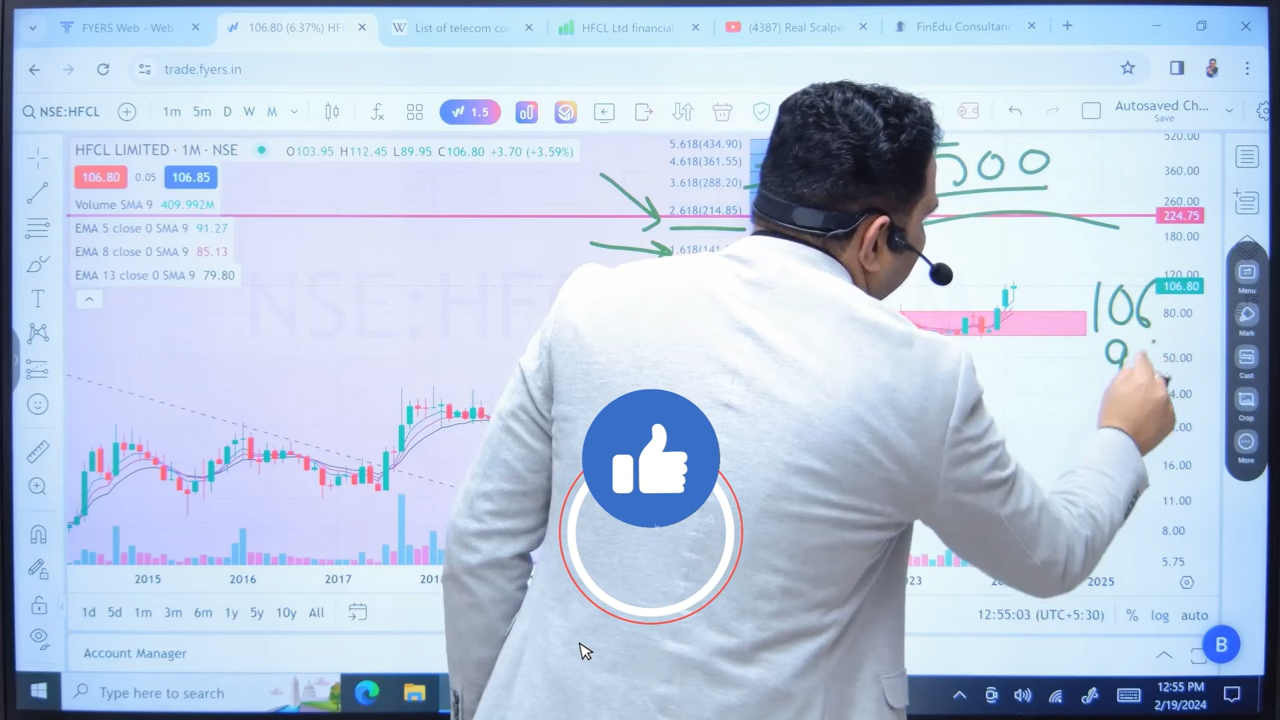 FYERS Web - Web
106.80 (6.37%) HF
List of telecom co
HFCL Ltd financial
(4387) Real Scalpe
FinEdu Consultanc
trade.fyers.in
NSE:HFCL
1m 5m D W M
1.5
Autosaved Ch...
Save
HFCL LIMITED · 1M · NSE
O103.95 H112.45 L89.95 C106.80 +3.70 (+3.59%)
106.80 0.05 106.85
Volume SMA 9 409.992M
EMA 5 close 0 SMA 9 91.27
EMA 8 close 0 SMA 9 85.13
EMA 13 close 0 SMA 9 79.80
NSE:
5.618(434.90)
4.618(361.55)
3.618(288.20)
2.618(214.85)
500
106
9
520.00
360.00
260.00
224.75
180.00
120.00
106.80
80.00
50.00
16.00
11.00
8.00
5.75
Menu
Mark
Cast
Crop
More
2015 2016 2017 2025
1d 5d 1m 3m 6m 1y 5y 10y All
12:55:03 (UTC+5:30) % log auto
Account Manager
B
Type here to search
12:55 PM
2/19/2024